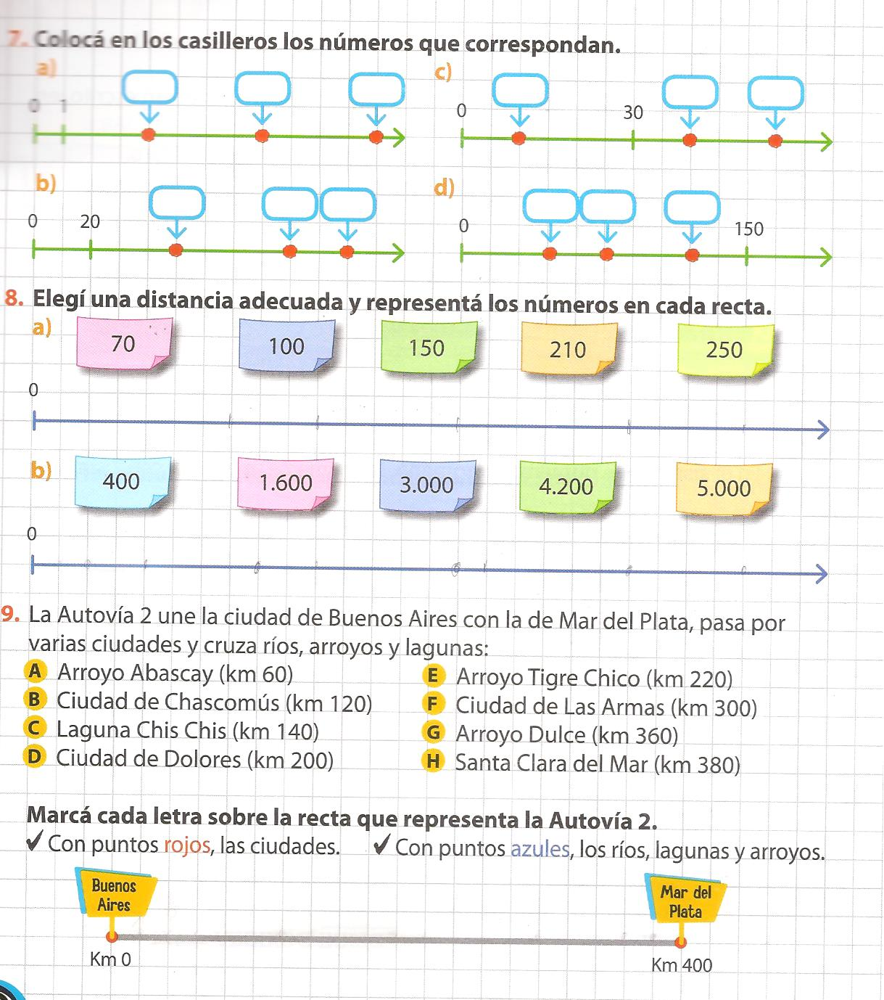 7. Colocá en los casilleros los números que correspondan.
a)
0 1
c)
0 30
b)
0 20
d)
0 150
8. Elegí una distancia adecuada y representá los números en cada recta.
a)
70 100 150 210 250
0
b)
400 1.600 3.000 4.200 5.000
0
9. La Autovía 2 une la ciudad de Buenos Aires con la de Mar del Plata, pasa por
varias ciudades y cruza ríos, arroyos y lagunas:
A Arroyo Abascay (km 60)
B Ciudad de Chascomús (km 120)
C Laguna Chis Chis (km 140)
D Ciudad de Dolores (km 200)
E Arroyo Tigre Chico (km 220)
F Ciudad de Las Armas (km 300)
G Arroyo Dulce (km 360)
H Santa Clara del Mar (km 380)
Marcá cada letra sobre la recta que representa la Autovía 2.
✓ Con puntos rojos, las ciudades. ✓ Con puntos azules, los ríos, lagunas y arroyos.
Buenos
Aires
Mar del
Plata
Km 0
Km 400